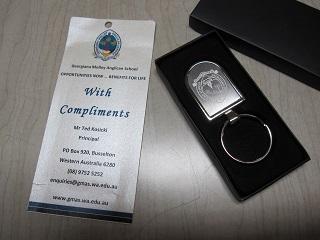 Georgiana Molloy Anglican School
OPPORTUNITIES NOW ... BENEFITS FOR LIFE
With
Compliments
Mr Ted Kosicki
Principal
PO Box 920, Busselton
Western Australia 6280
(08) 9752 5252
enquiries@gmas.wa.edu.au
www.gmas.wa.edu.au